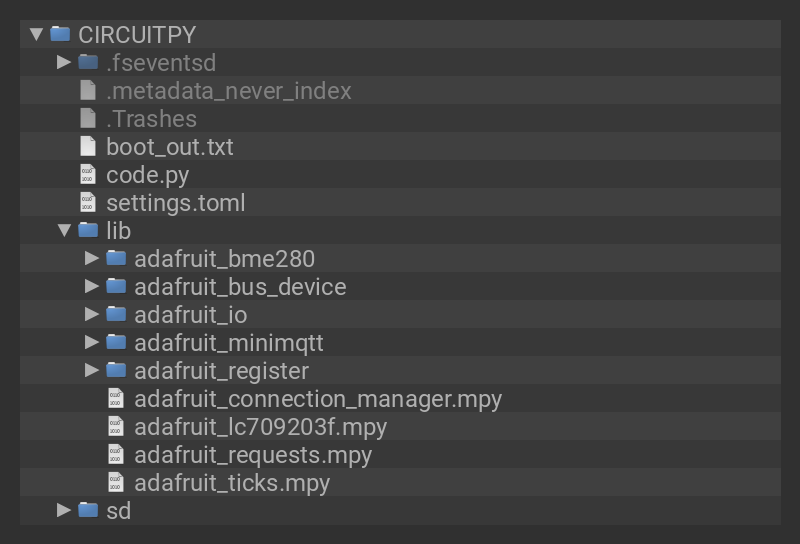 CIRCUITPY
.fseventsd
.metadata_never_index
.Trashes
boot_out.txt
code.py
settings.toml
lib
adafruit_bme280
adafruit_bus_device
adafruit_io
adafruit_minimqtt
adafruit_register
adafruit_connection_manager.mpy
adafruit_lc709203f.mpy
adafruit_requests.mpy
adafruit_ticks.mpy
sd